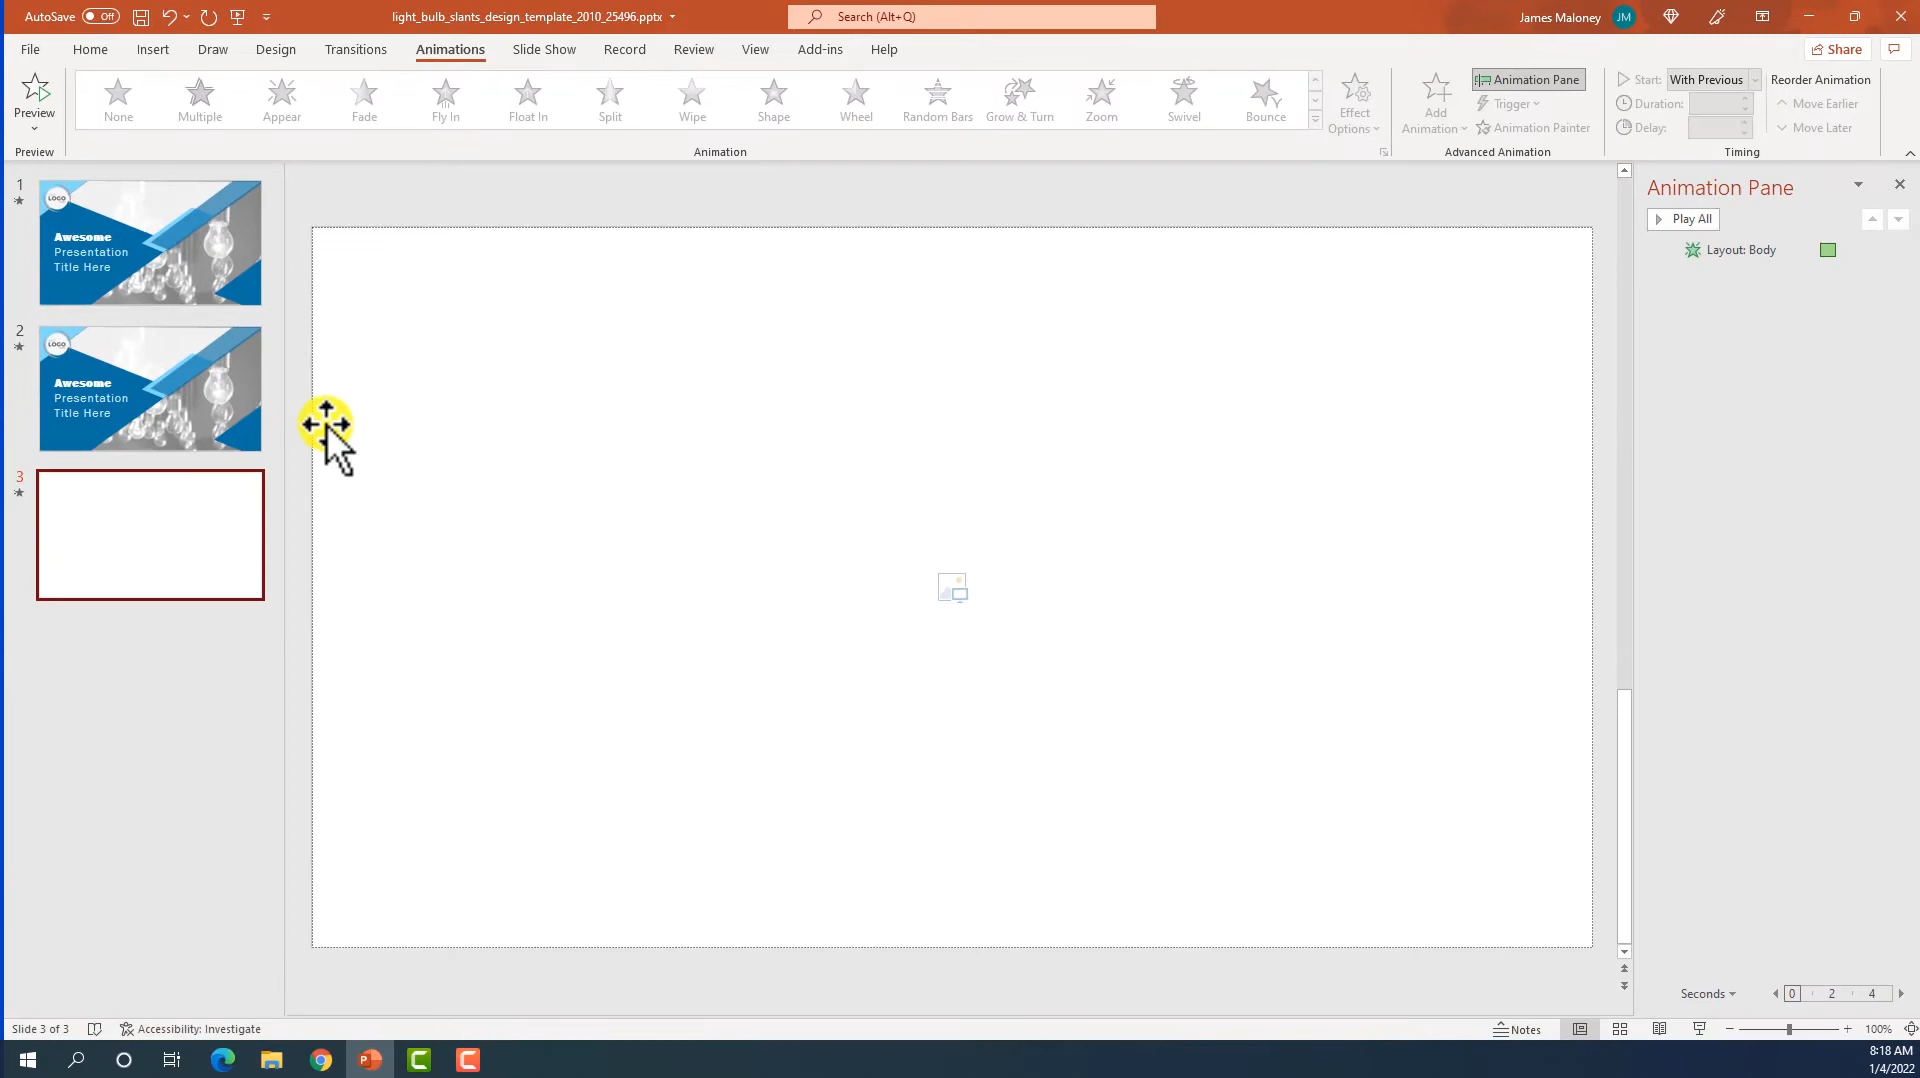 AutoSave Off light_bulb_slants_design_template_2010_25496.pptx Search (Alt+Q) James Maloney JM
File Home Insert Draw Design Transitions Animations Slide Show Record Review View Add-ins Help Share
Preview None Multiple Appear Fade Fly In Float In Split Wipe Shape Wheel Random Bars Grow & Turn Zoom Swivel Bounce Effect Options Add Animation
Animation Pane Start: With Previous Reorder Animation
Trigger Duration: Move Earlier
Animation Painter Delay: Move Later
Preview Animation Advanced Animation Timing
1
LOGO
Awesome
Presentation
Title Here
2
LOGO
Awesome
Presentation
Title Here
3
Animation Pane
Play All
Layout: Body
Seconds 0 2 4
Slide 3 of 3 Accessibility: Investigate Notes 100%
8:18 AM
1/4/2022